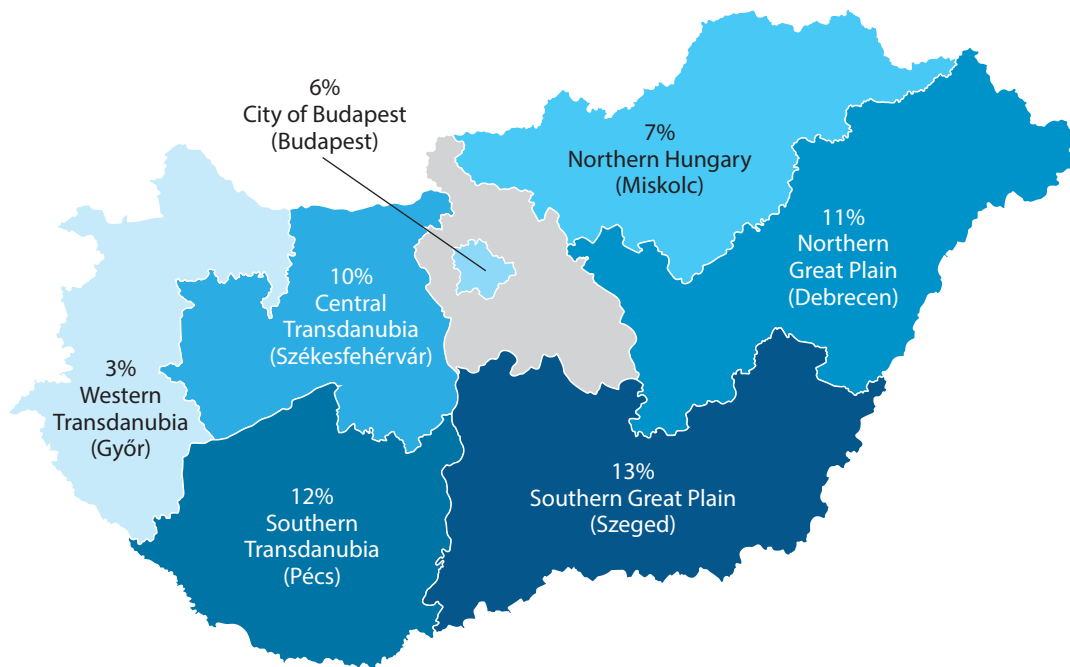 6%
City of Budapest
(Budapest)
7%
Northern Hungary
(Miskolc)
11%
Northern
Great Plain
(Debrecen)
10%
Central
Transdanubia
(Székesfehérvár)
3%
Western
Transdanubia
(Győr)
13%
Southern Great Plain
(Szeged)
12%
Southern
Transdanubia
(Pécs)